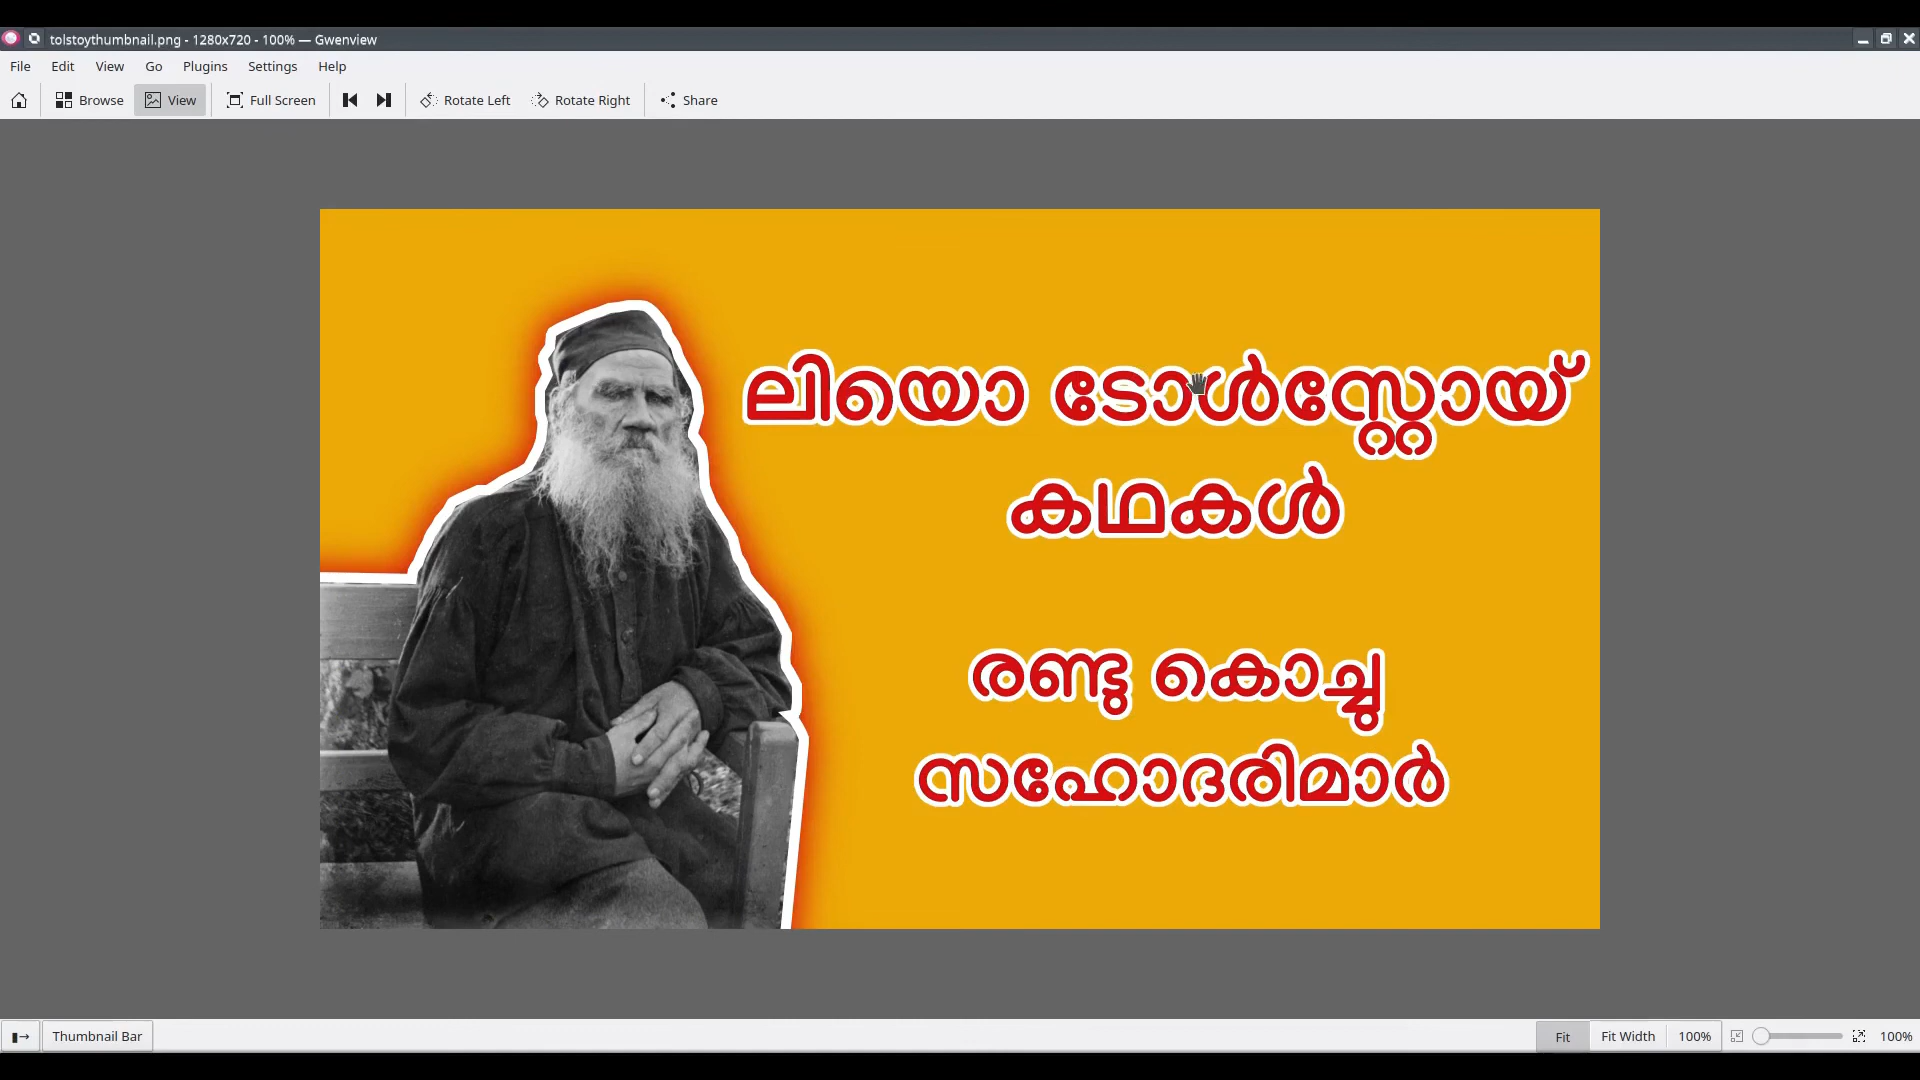 tolstoythumbnail.png - 1280x720 - 100% — Gwenview
File Edit View Go Plugins Settings Help
Browse View Full Screen Rotate Left Rotate Right Share
ലിയൊ ടോൾസ്റ്റോയ്
കഥകൾ
രണ്ടു കൊച്ചു
സഹോദരിമാർ
Thumbnail Bar Fit Fit Width 100% 100%